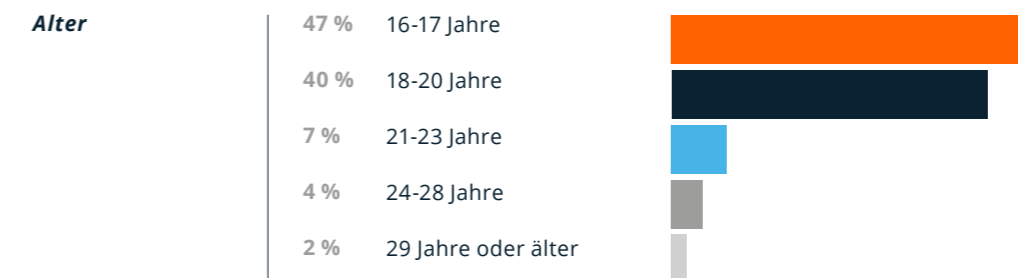 Alter 47 % 16-17 Jahre
40 % 18-20 Jahre
7 % 21-23 Jahre
4 % 24-28 Jahre
2 % 29 Jahre oder älter